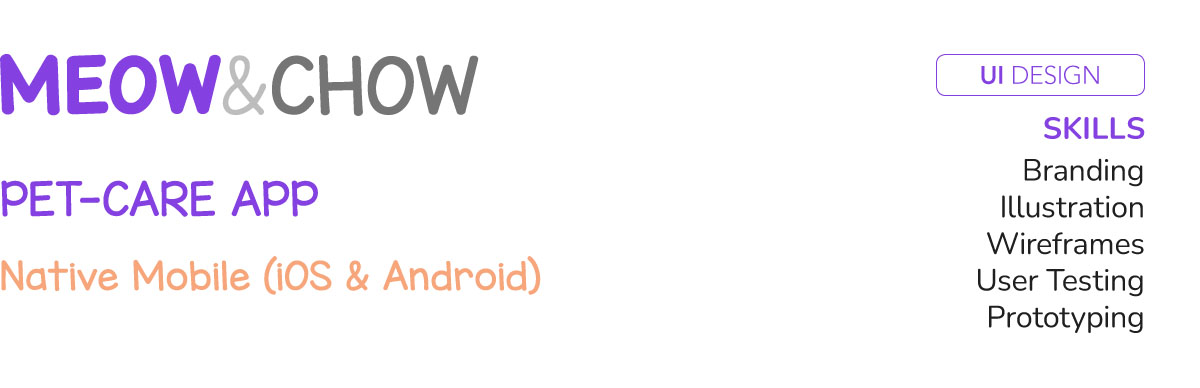 MEOW&CHOW
PET-CARE APP
Native Mobile (iOS & Android)
UI DESIGN
SKILLS
Branding
Illustration
Wireframes
User Testing
Prototyping